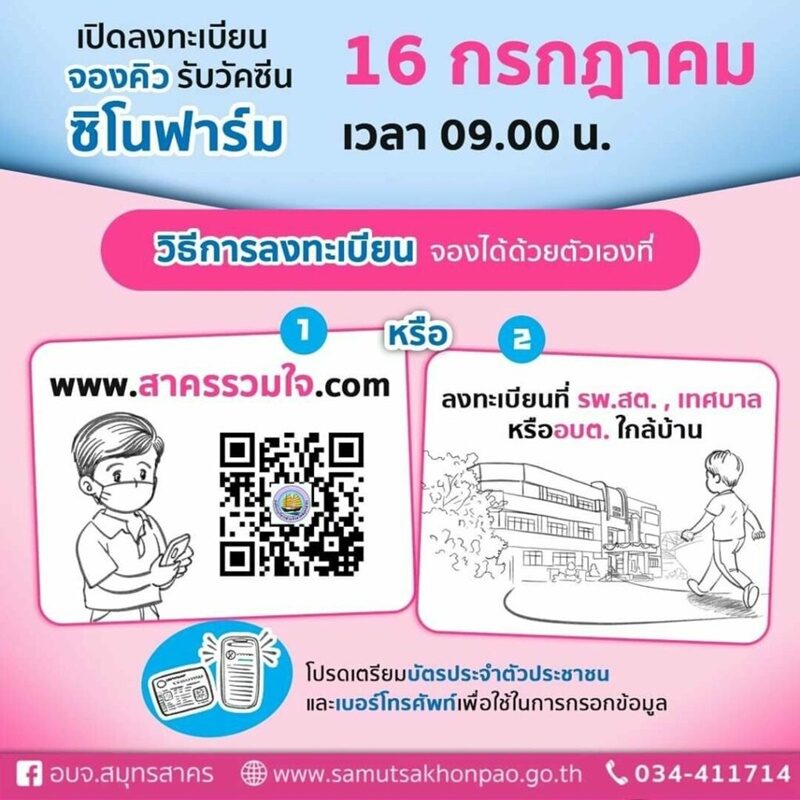 เปิดลงทะเบียน
จองคิว รับวัคซีน
ซิโนฟาร์ม
16 กรกฎาคม
เวลา 09.00 น.
วิธีการลงทะเบียน จองได้ด้วยตัวเองที่
1
หรือ
2
www.สาครรวมใจ.com
ลงทะเบียนที่ รพ.สต. , เทศบาล
หรืออบต. ใกล้บ้าน
โปรดเตรียมบัตรประจำตัวประชาชน
และเบอร์โทรศัพท์เพื่อใช้ในการกรอกข้อมูล
อบจ.สมุทรสาคร www.samutsakhonpao.go.th 034-411714